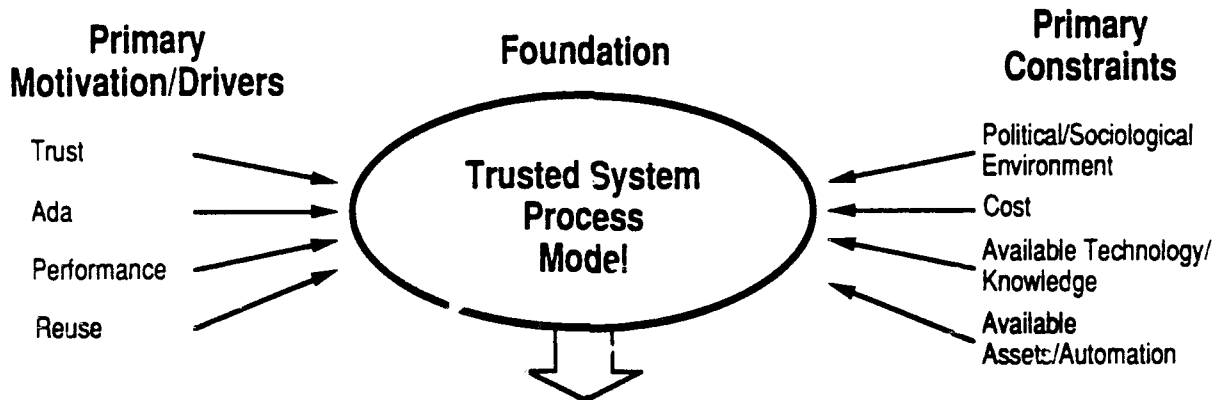 Primary
Motivation/Drivers
Trust
Ada
Performance
Reuse
Foundation
Trusted System
Process
Model
Primary
Constraints
Political/Sociological
Environment
Cost
Available Technology/
Knowledge
Available
Assets/Automation